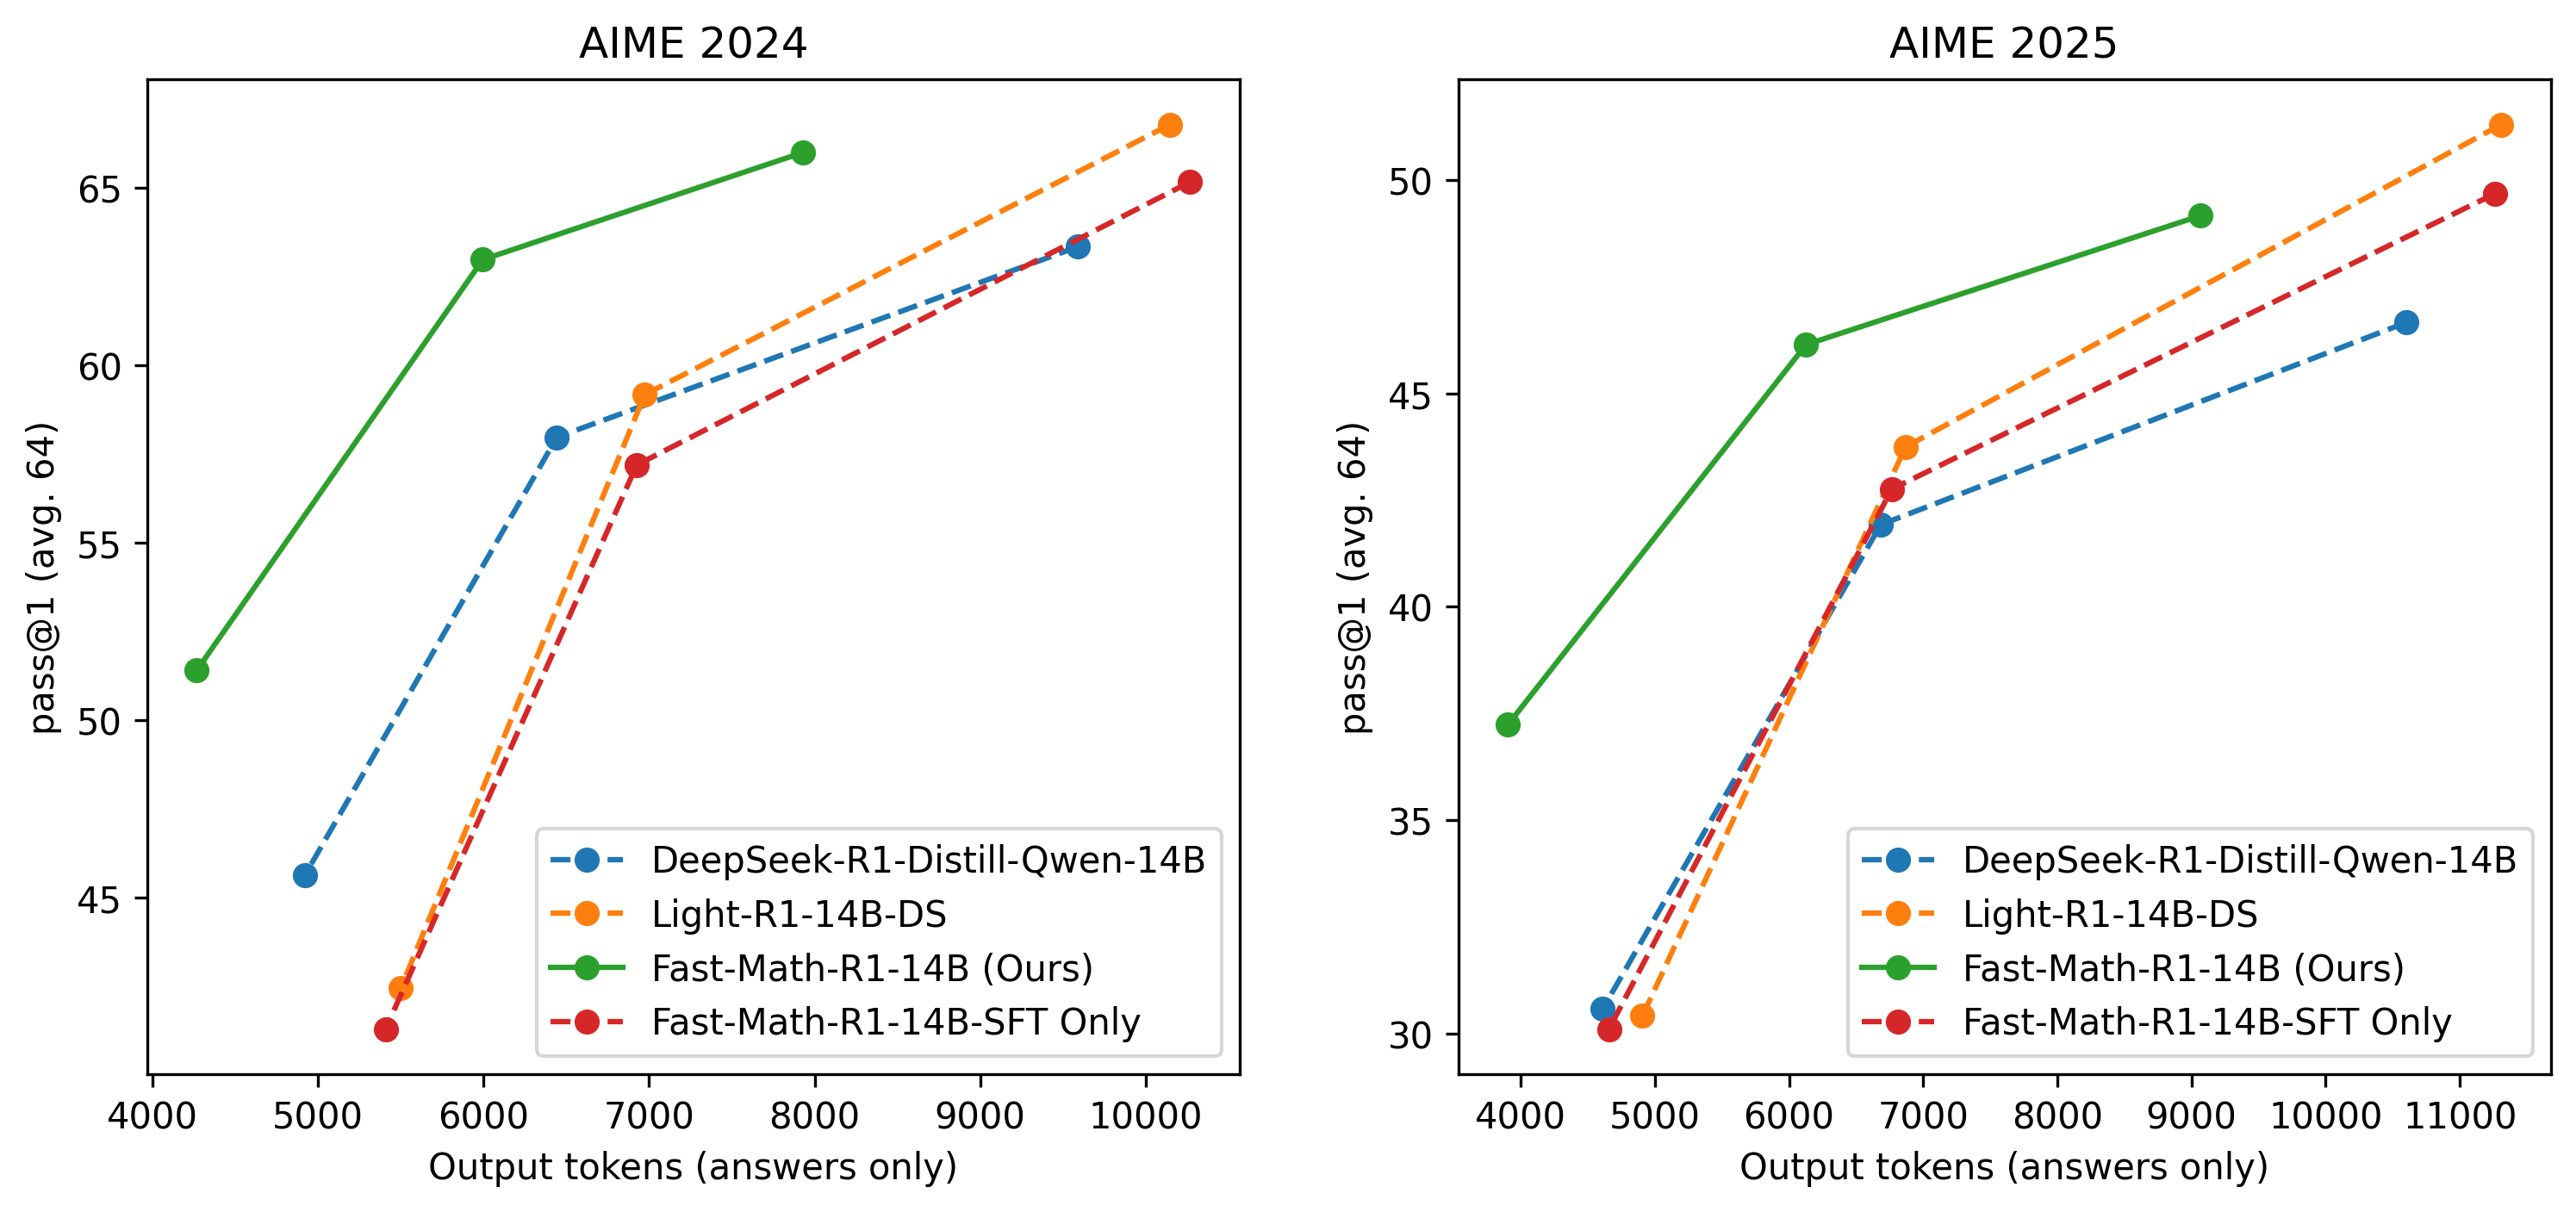 AIME 2024
65
60
55
50
45
pass@1 (avg. 64)
4000 5000 6000 7000 8000 9000 10000
Output tokens (answers only)
DeepSeek-R1-Distill-Qwen-14B
Light-R1-14B-DS
Fast-Math-R1-14B (Ours)
Fast-Math-R1-14B-SFT Only
AIME 2025
50
45
40
35
30
pass@1 (avg. 64)
4000 5000 6000 7000 8000 9000 10000 11000
Output tokens (answers only)
DeepSeek-R1-Distill-Qwen-14B
Light-R1-14B-DS
Fast-Math-R1-14B (Ours)
Fast-Math-R1-14B-SFT Only